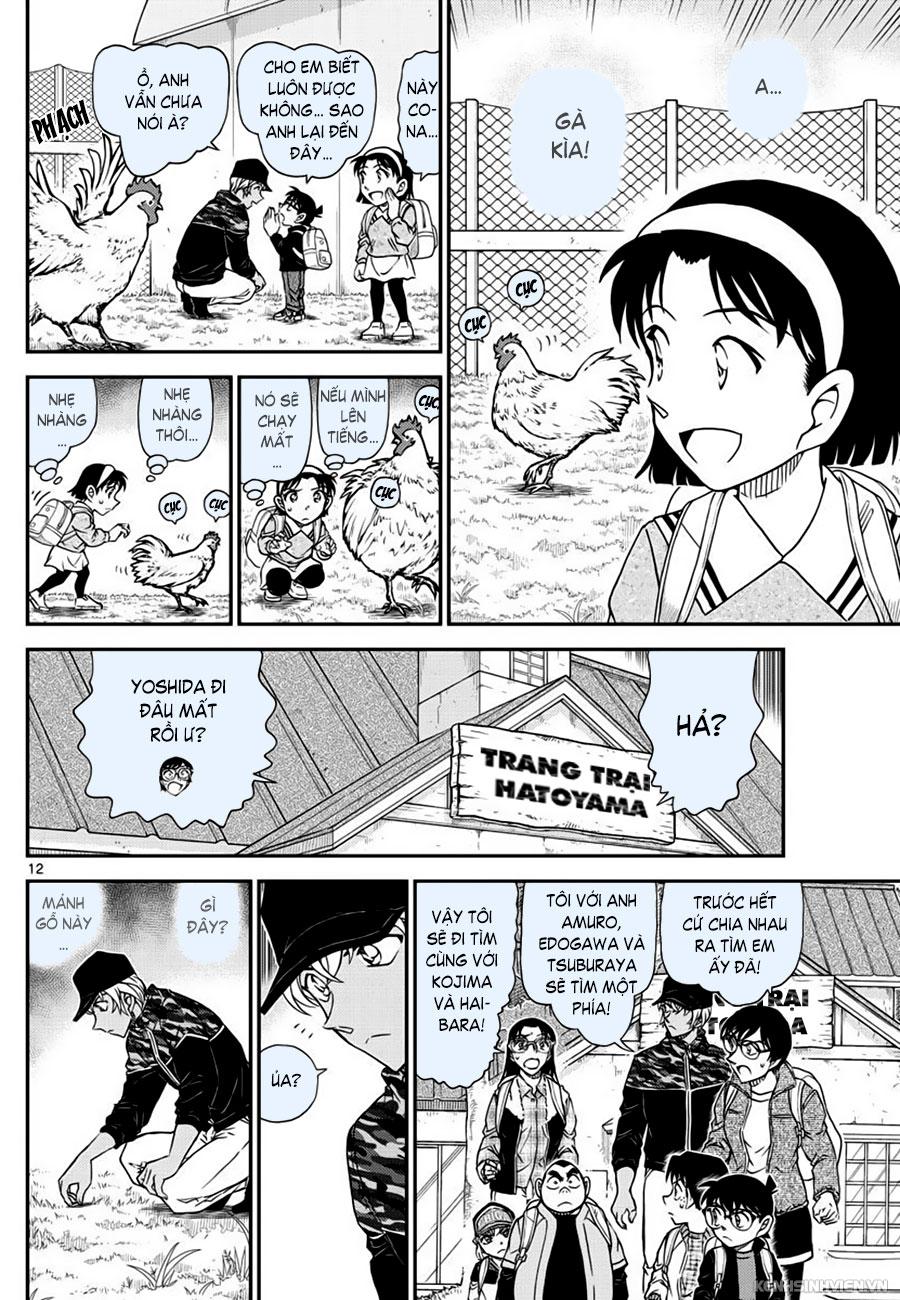 A...
GÀ
KÌA!
CỤC
CỤC
NÀY
CO-
NA...
CHO EM BIẾT
LUÔN ĐƯỢC
KHÔNG... SAO
ANH LẠI ĐẾN
ĐÂY...
Ồ, ANH
VẪN CHƯA
NÓI À?
PHẠCH
NẾU MÌNH
LÊN
TIẾNG...
NÓ SẼ
CHẠY
MẤT
...
CỤC
CỤC
NHẸ
NHÀNG
THÔI...
NHẸ
NHÀNG
...
CỤC
CỤC
HẢ?
YOSHIDA ĐI
ĐÂU MẤT
RỒI Ư?
TRANG TRẠI
HATOYAMA
12
TRƯỚC HẾT
CỨ CHIA NHAU
RA TÌM EM
ẤY ĐÃ!
TÔI VỚI ANH
AMURO,
EDOGAWA VÀ
TSUBURAYA
SẼ TÌM MỘT
PHÍA!
VẬY TÔI
SẼ ĐI TÌM
CÙNG VỚI
KOJIMA
VÀ HAI-
BARA!
ỦA?
GÌ
ĐÂY?
MẢNH
GỖ NÀY
...
KENHSINHVIEN.VN